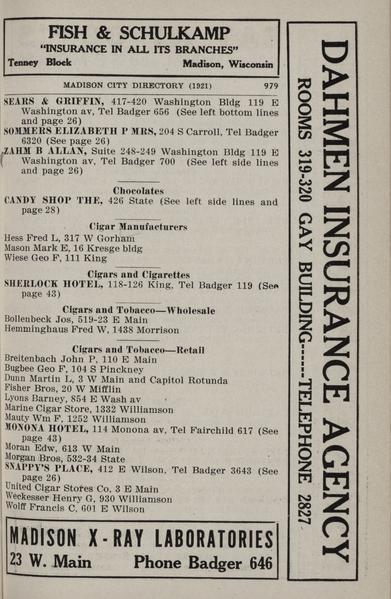 FISH & SCHULKAMP
"INSURANCE IN ALL ITS BRANCHES"
Tenney Block Madison, Wisconsin
MADISON CITY DIRECTORY (1921) 979
SEARS & GRIFFIN, 417-420 Washington Bldg 119 E
Washington av, Tel Badger 656 (See left bottom lines
and page 26)
SOMMERS ELIZABETH P MRS, 204 S Carroll, Tel Badger
6320 (See page 26)
ZAHM B ALLAN, Suite 248-249 Washington Bldg 119 E
Washington av, Tel Badger 700 (See left side lines
and page 26)
Chocolates
CANDY SHOP THE, 426 State (See left side lines and
page 28)
Cigar Manufacturers
Hess Fred L, 317 W Gorham
Mason Mark E, 16 Kresge bldg
Wiese Geo F, 111 King
Cigars and Cigarettes
SHERLOCK HOTEL, 118-126 King, Tel Badger 119 (See
page 43)
Cigars and Tobacco—Wholesale
Bollenbeck Jos, 519-23 E Main
Hemminghaus Fred W, 1438 Morrison
Cigars and Tobacco—Retail
Breitenbach John P, 110 E Main
Bugbee Geo F, 104 S Pinckney
Dunn Martin L, 3 W Main and Capitol Rotunda
Fisher Bros, 20 W Mifflin
Lyons Barney, 854 E Wash av
Marine Cigar Store, 1332 Williamson
Mauty Wm F, 1252 Williamson
MONONA HOTEL, 114 Monona av, Tel Fairchild 617 (See
page 43)
Moran Edw, 613 W Main
Morgan Bros, 532-34 State
SNAPPY'S PLACE, 412 E Wilson, Tel Badger 3643 (See
page 26)
United Cigar Stores Co, 3 E Main
Weckesser Henry G, 930 Williamson
Wolff Francis C, 601 E Wilson
MADISON X-RAY LABORATORIES
23 W. Main Phone Badger 646
DAHMEN INSURANCE AGENCY
ROOMS 319-320 GAY BUILDING------TELEPHONE 2827